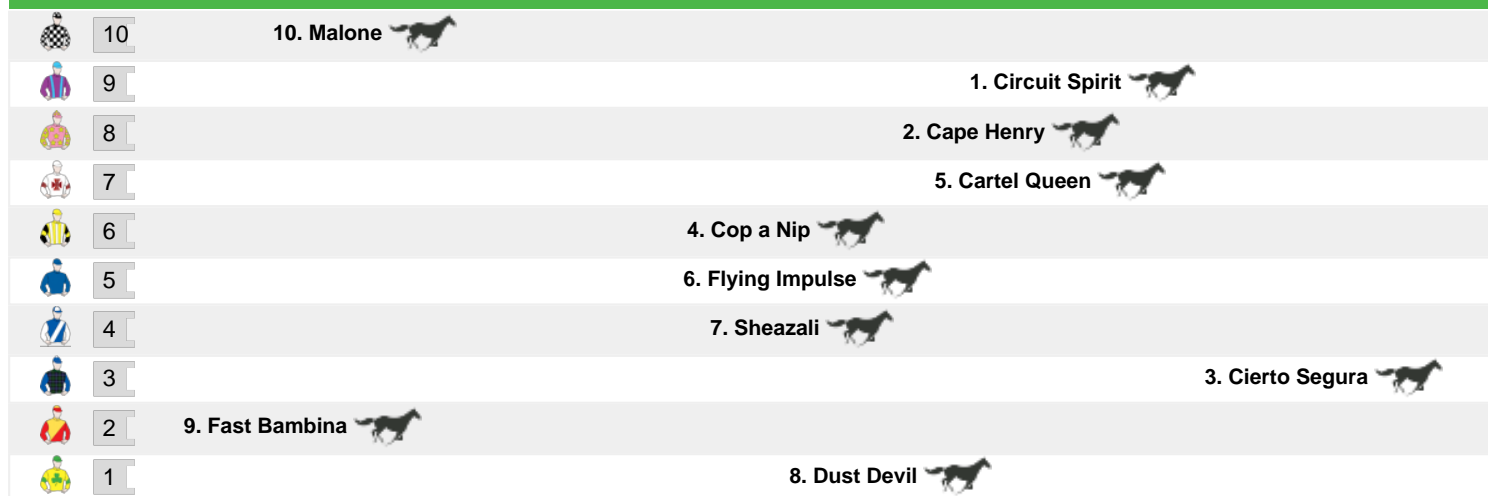 10 10. Malone
9 1. Circuit Spirit
8 2. Cape Henry
7 5. Cartel Queen
6 4. Cop a Nip
5 6. Flying Impulse
4 7. Sheazali
3 3. Cierto Segura
2 9. Fast Bambina
1 8. Dust Devil